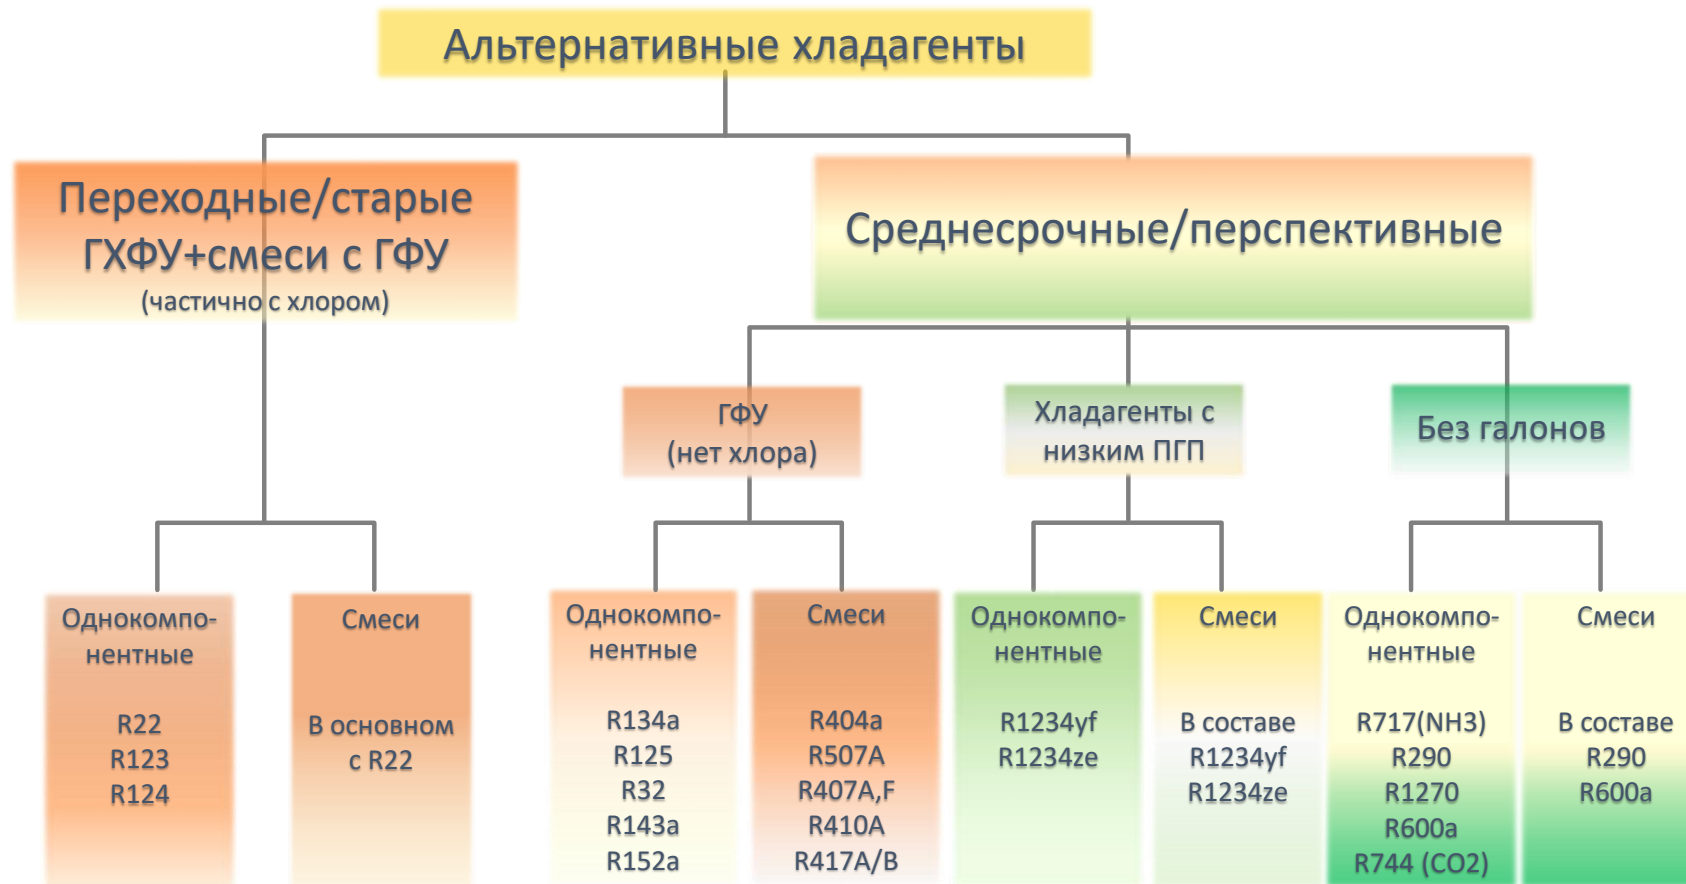 Альтернативные хладагенты
Переходные/старые
ГХФУ+смеси с ГФУ
(частично с хлором)
Среднесрочные/перспективные
ГФУ
(нет хлора)
Хладагенты с
низким ПГП
Без галонов
Однокомпо-
нентные
R22
R123
R124
Смеси
В основном
с R22
Однокомпо-
нентные
R134a
R125
R32
R143a
R152a
Смеси
R404a
R507A
R407A,F
R410A
R417A/B
Однокомпо-
нентные
R1234yf
R1234ze
Смеси
В составе
R1234yf
R1234ze
Однокомпо-
нентные
R717(NH3)
R290
R1270
R600a
R744 (CO2)
Смеси
В составе
R290
R600a